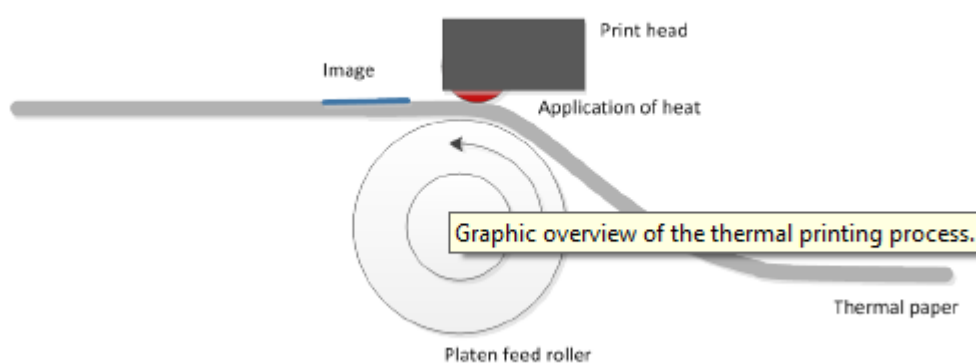 Print head
Image
Application of heat
Graphic overview of the thermal printing process.
Thermal paper
Platen feed roller